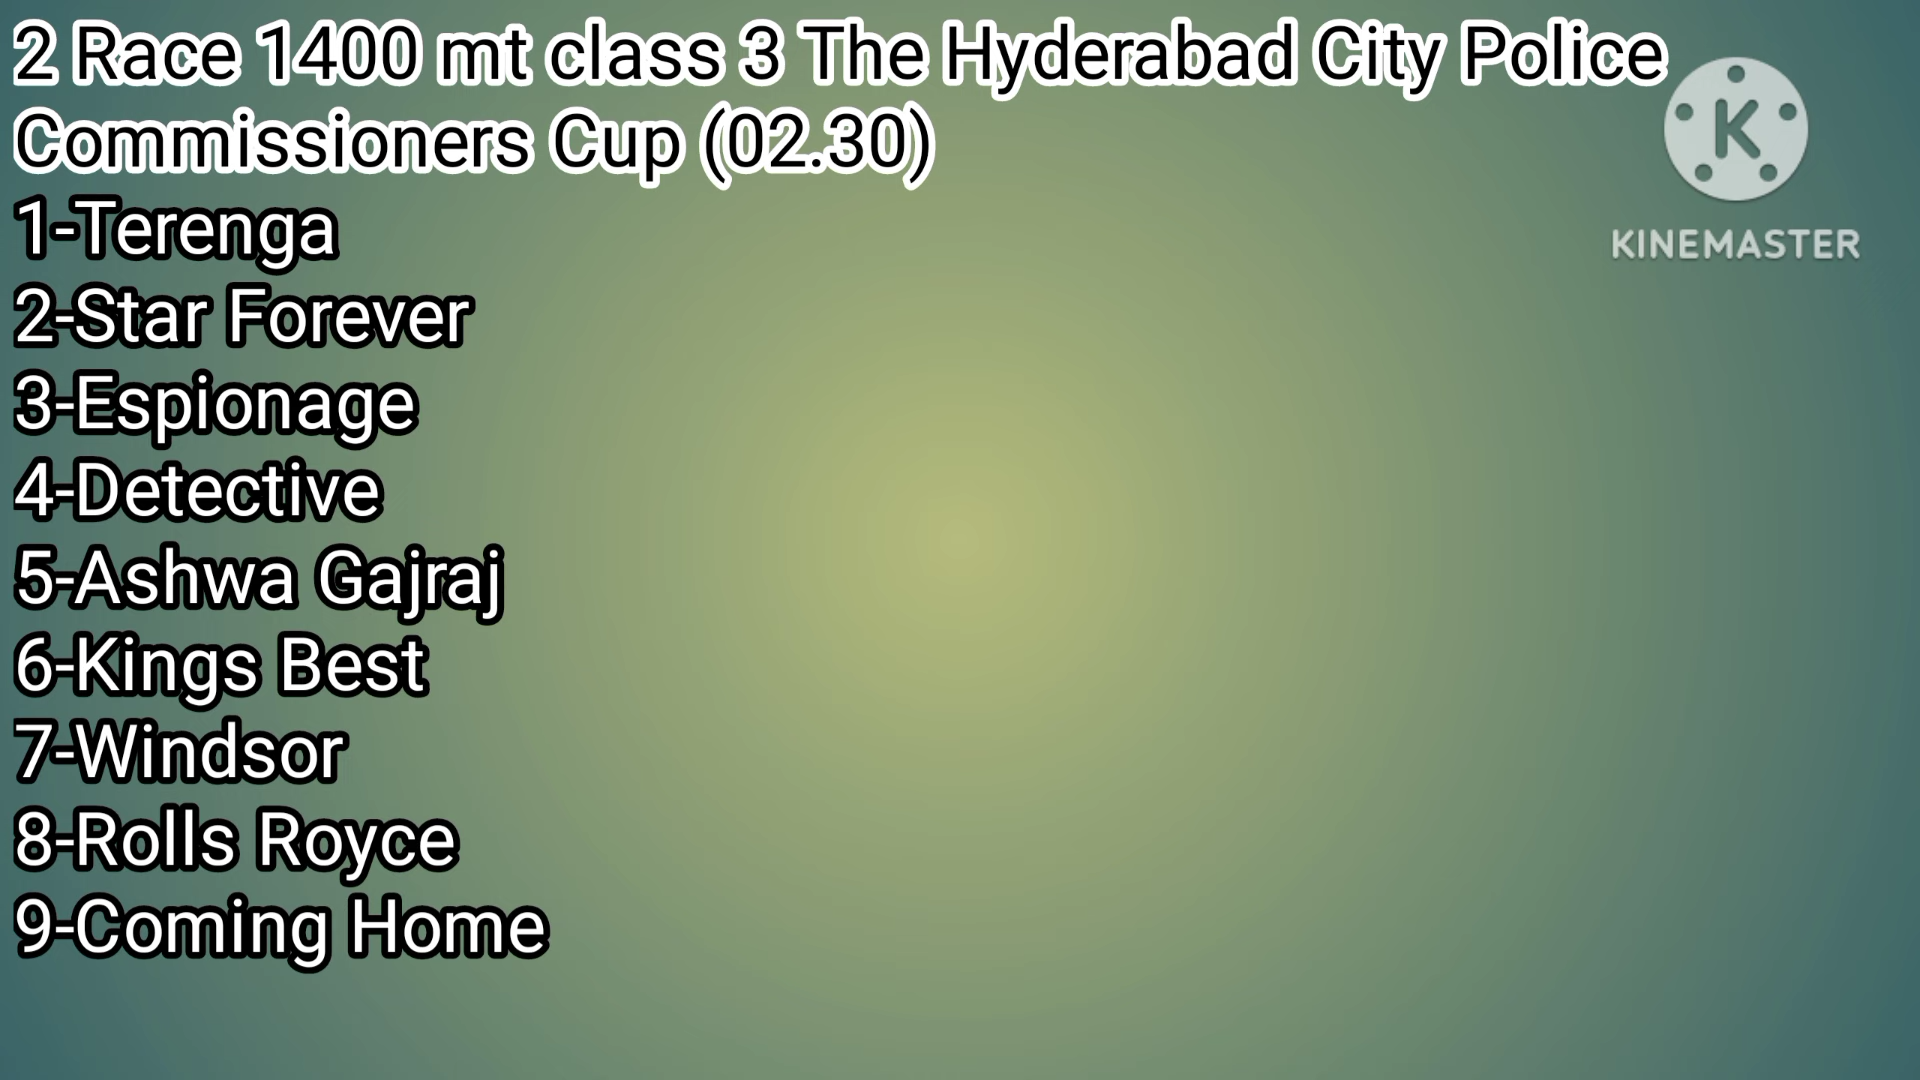 2 Race 1400 mt class 3 The Hyderabad City Police
Commissioners Cup (02.30)
1-Terenga
2-Star Forever
3-Espionage
4-Detective
5-Ashwa Gajraj
6-Kings Best
7-Windsor
8-Rolls Royce
9-Coming Home
K
KINEMASTER